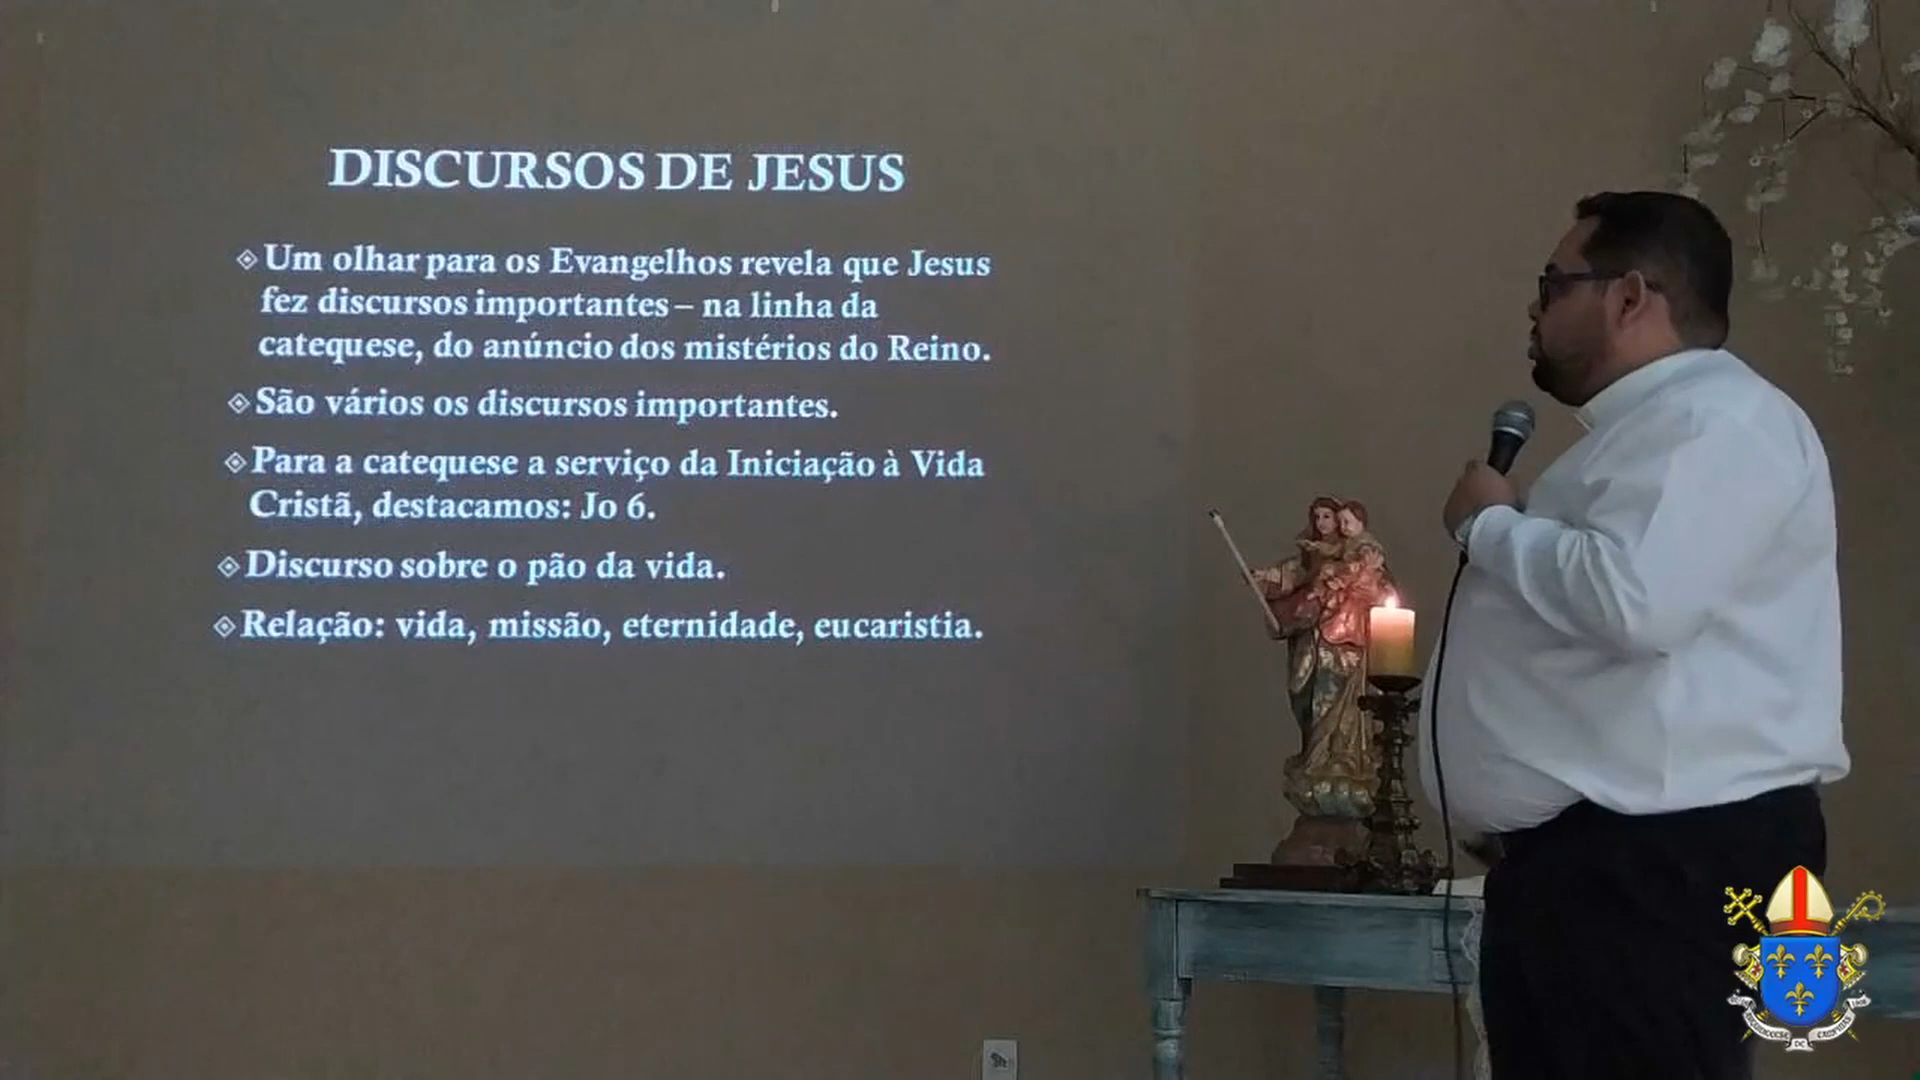 DISCURSOS DE JESUS
Um olhar para os Evangelhos revela que Jesus
fez discursos importantes – na linha da
catequese, do anúncio dos mistérios do Reino.
São vários os discursos importantes.
Para a catequese a serviço da Iniciação à Vida
Cristã, destacamos: Jo 6.
Discurso sobre o pão da vida.
Relação: vida, missão, eternidade, eucaristia.